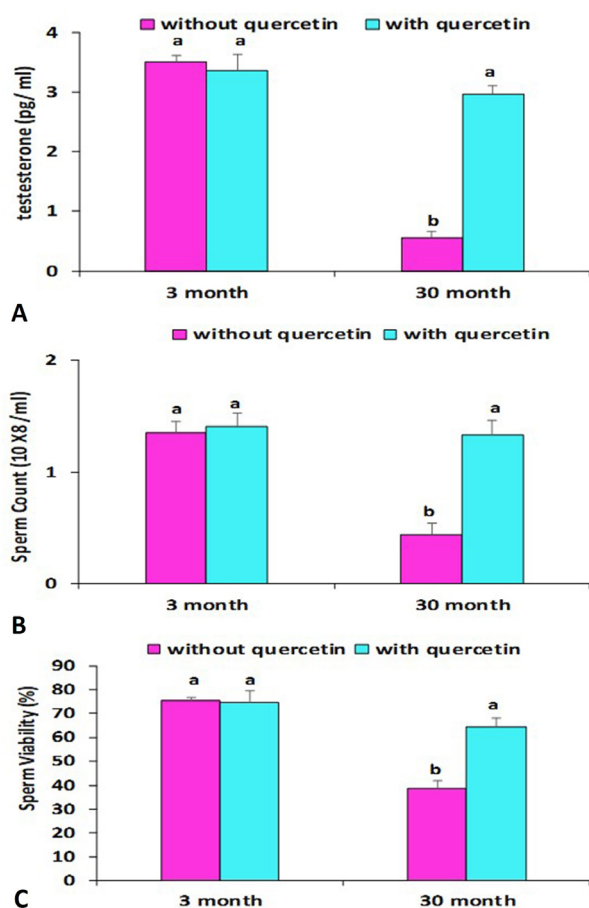 without quercetin with quercetin
4
3
2
1
0
testesterone (pg/ ml)
a a
a
b
3 month 30 month
A
without quercetin with quercetin
2
1
0
Sperm Count (10 X8 /ml)
a a
a
b
3 month 30 month
B
without quercetin with quercetin
90
80
70
60
50
40
30
20
10
0
Sperm Viability (%)
a a
a
b
3 month 30 month
C